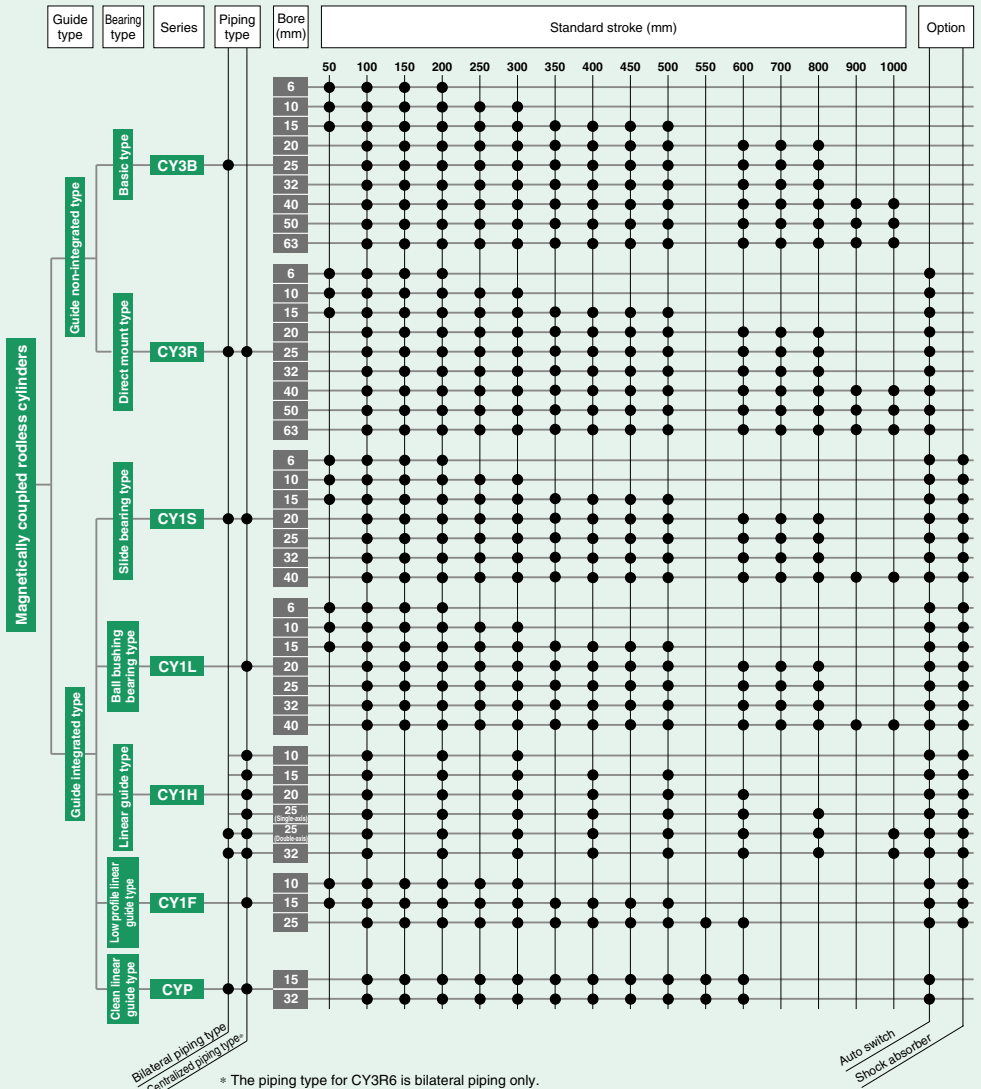 Guide type
Bearing type
Series
Piping type
Bore (mm)
Standard stroke (mm)
Option
50 100 150 200 250 300 350 400 450 500 550 600 700 800 900 1000
Magnetically coupled rodless cylinders
Guide non-integrated type
Basic type
CY3B
6
10
15
20
25
32
40
50
63
Direct mount type
CY3R
6
10
15
20
25
32
40
50
63
Guide integrated type
Slide bearing type
CY1S
6
10
15
20
25
32
40
Ball bushing bearing type
CY1L
6
10
15
20
25
32
40
Linear guide type
CY1H
10
15
20
25 (Single-axis)
25 (Double-axis)
32
Low profile linear guide type
CY1F
10
15
25
Clean linear guide type
CYP
15
32
Bilateral piping type
Centralized piping type*
Auto switch
Shock absorber
* The piping type for CY3R6 is bilateral piping only.